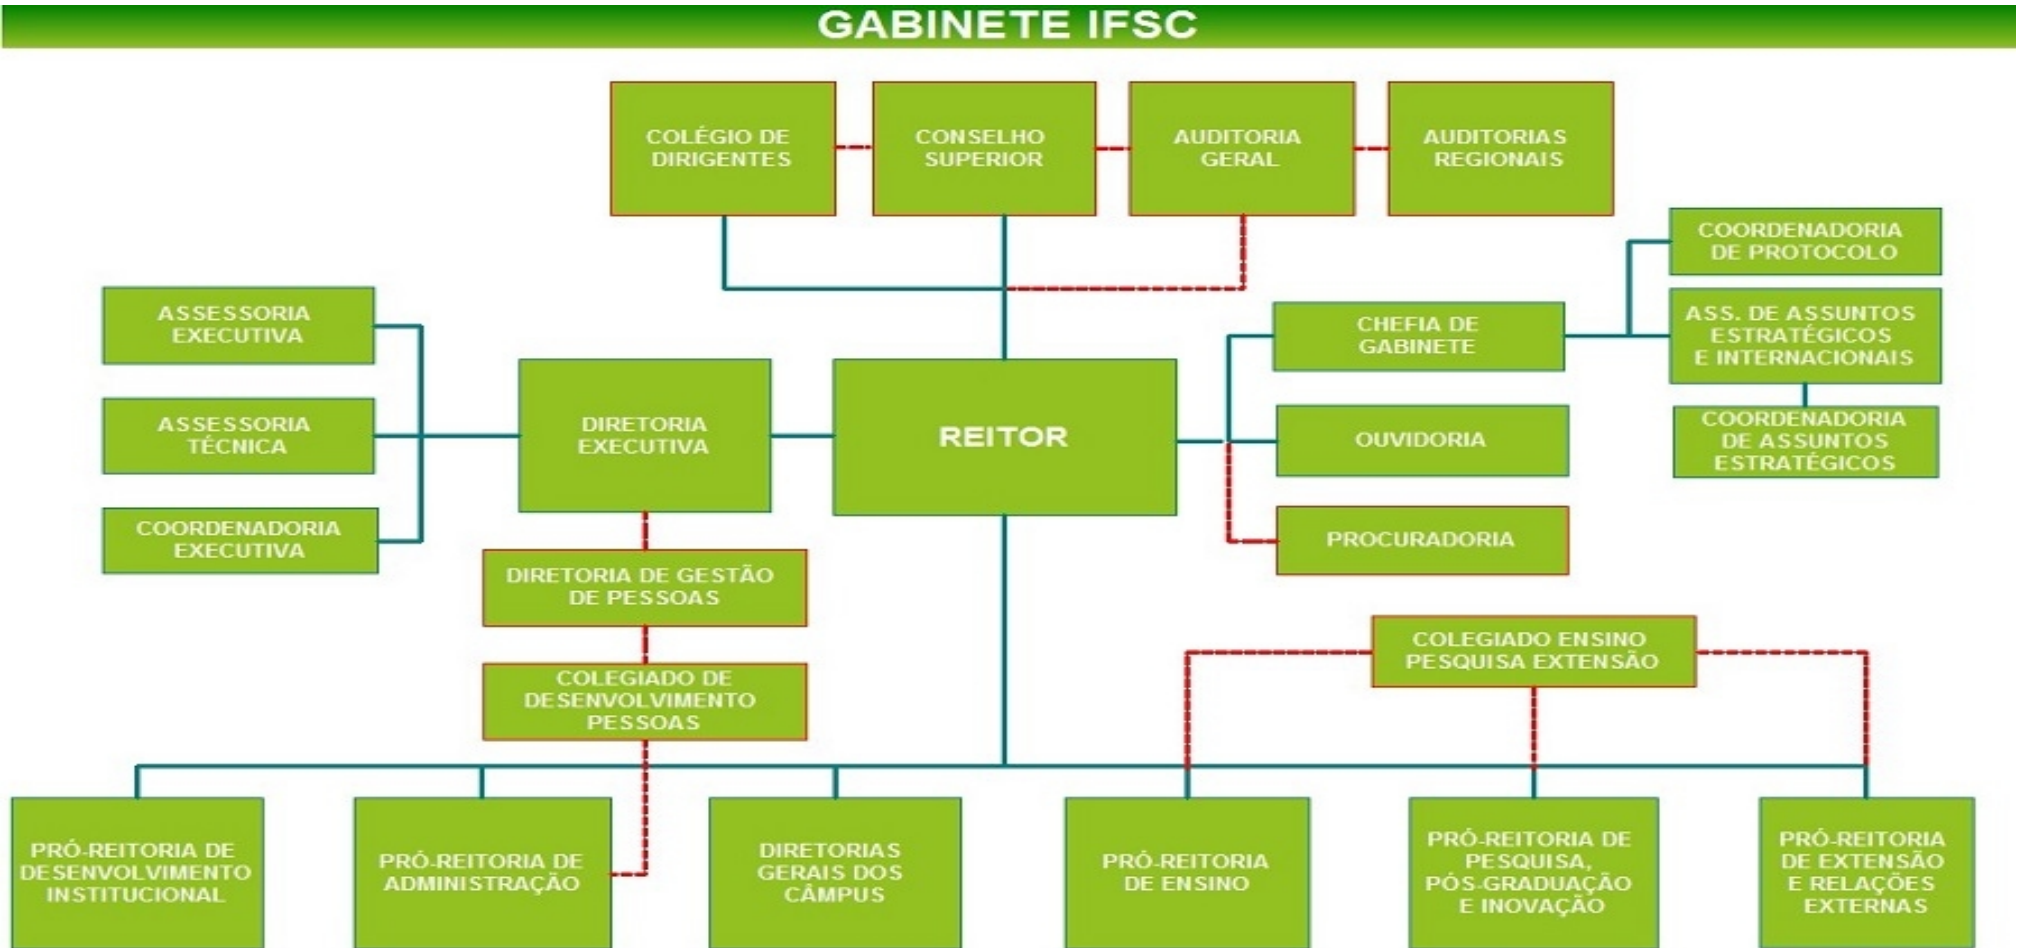 GABINETE IFSC
COLÉGIO DE
DIRIGENTES
CONSELHO
SUPERIOR
AUDITORIA
GERAL
AUDITORIAS
REGIONAIS
COORDENADORIA
DE PROTOCOLO
ASS. DE ASSUNTOS
ESTRATÉGICOS
E INTERNACIONAIS
COORDENADORIA
DE ASSUNTOS
ESTRATÉGICOS
CHEFIA DE
GABINETE
OUVIDORIA
PROCURADORIA
REITOR
DIRETORIA
EXECUTIVA
ASSESSORIA
EXECUTIVA
ASSESSORIA
TÉCNICA
COORDENADORIA
EXECUTIVA
DIRETORIA DE GESTÃO
DE PESSOAS
COLEGIADO DE
DESENVOLVIMENTO
PESSOAS
COLEGIADO ENSINO
PESQUISA EXTENSÃO
PRÓ-REITORIA DE
DESENVOLVIMENTO
INSTITUCIONAL
PRÓ-REITORIA DE
ADMINISTRAÇÃO
DIRETORIAS
GERAIS DOS
CÂMPUS
PRÓ-REITORIA
DE ENSINO
PRÓ-REITORIA DE
PESQUISA,
PÓS-GRADUAÇÃO
E INOVAÇÃO
PRÓ-REITORIA
DE EXTENSÃO
E RELAÇÕES
EXTERNAS